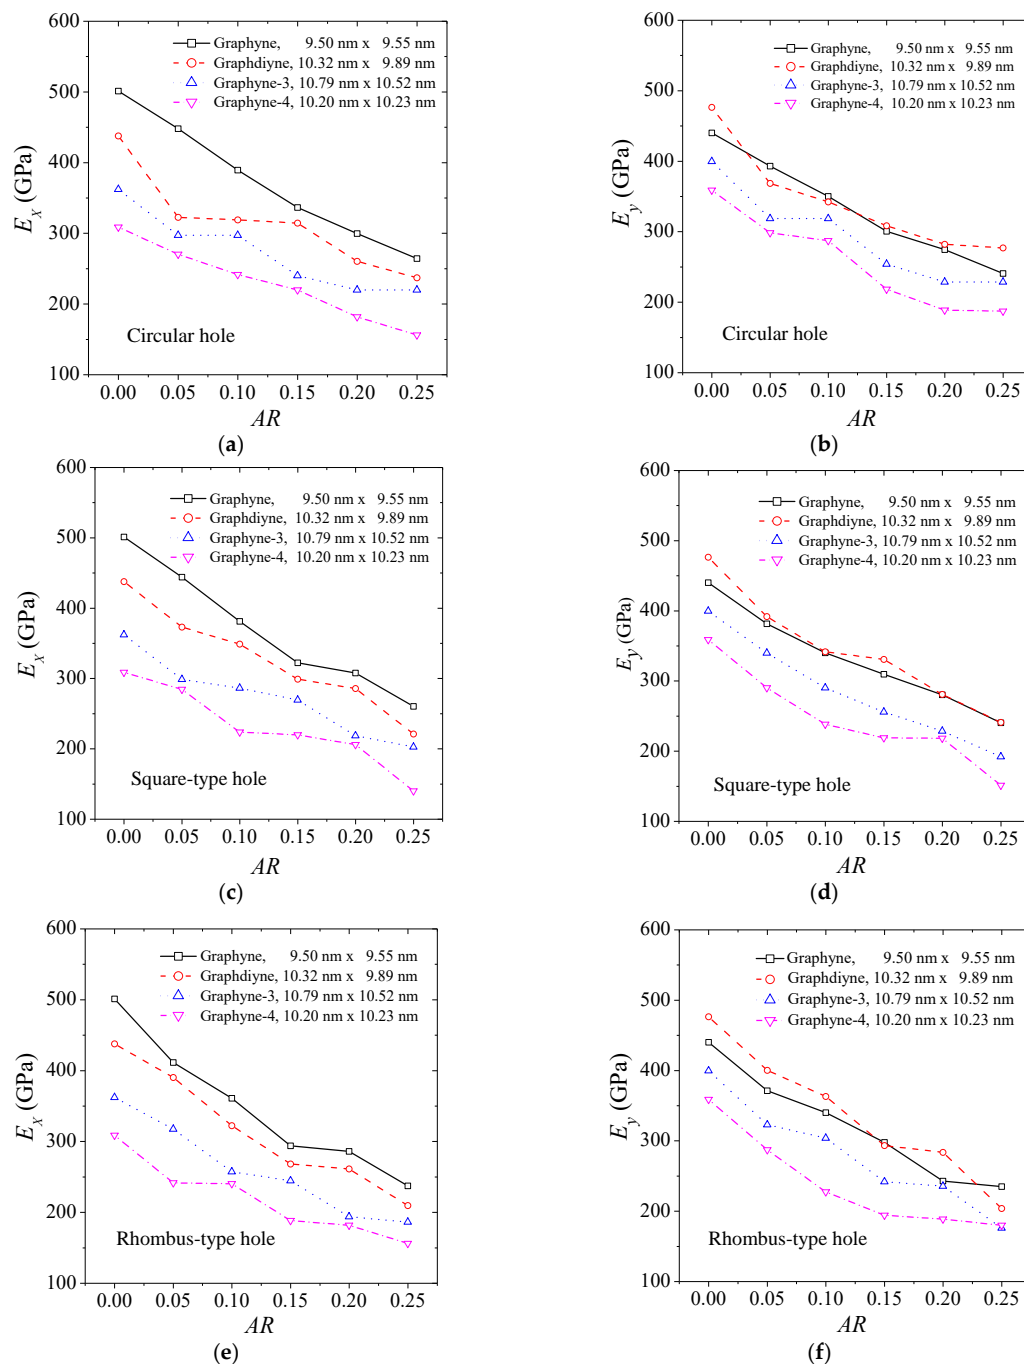 600
500
400
300
200
100
E_x (GPa)
Graphyne, 9.50 nm x 9.55 nm
Graphdiyne, 10.32 nm x 9.89 nm
Graphyne-3, 10.79 nm x 10.52 nm
Graphyne-4, 10.20 nm x 10.23 nm
Circular hole
0.00 0.05 0.10 0.15 0.20 0.25
AR
(a)
600
500
400
300
200
100
E_y (GPa)
Graphyne, 9.50 nm x 9.55 nm
Graphdiyne, 10.32 nm x 9.89 nm
Graphyne-3, 10.79 nm x 10.52 nm
Graphyne-4, 10.20 nm x 10.23 nm
Circular hole
0.00 0.05 0.10 0.15 0.20 0.25
AR
(b)
600
500
400
300
200
100
E_x (GPa)
Graphyne, 9.50 nm x 9.55 nm
Graphdiyne, 10.32 nm x 9.89 nm
Graphyne-3, 10.79 nm x 10.52 nm
Graphyne-4, 10.20 nm x 10.23 nm
Square-type hole
0.00 0.05 0.10 0.15 0.20 0.25
AR
(c)
600
500
400
300
200
100
E_y (GPa)
Graphyne, 9.50 nm x 9.55 nm
Graphdiyne, 10.32 nm x 9.89 nm
Graphyne-3, 10.79 nm x 10.52 nm
Graphyne-4, 10.20 nm x 10.23 nm
Square-type hole
0.00 0.05 0.10 0.15 0.20 0.25
AR
(d)
600
500
400
300
200
100
E_x (GPa)
Graphyne, 9.50 nm x 9.55 nm
Graphdiyne, 10.32 nm x 9.89 nm
Graphyne-3, 10.79 nm x 10.52 nm
Graphyne-4, 10.20 nm x 10.23 nm
Rhombus-type hole
0.00 0.05 0.10 0.15 0.20 0.25
AR
(e)
600
500
400
300
200
100
E_y (GPa)
Graphyne, 9.50 nm x 9.55 nm
Graphdiyne, 10.32 nm x 9.89 nm
Graphyne-3, 10.79 nm x 10.52 nm
Graphyne-4, 10.20 nm x 10.23 nm
Rhombus-type hole
0.00 0.05 0.10 0.15 0.20 0.25
AR
(f)